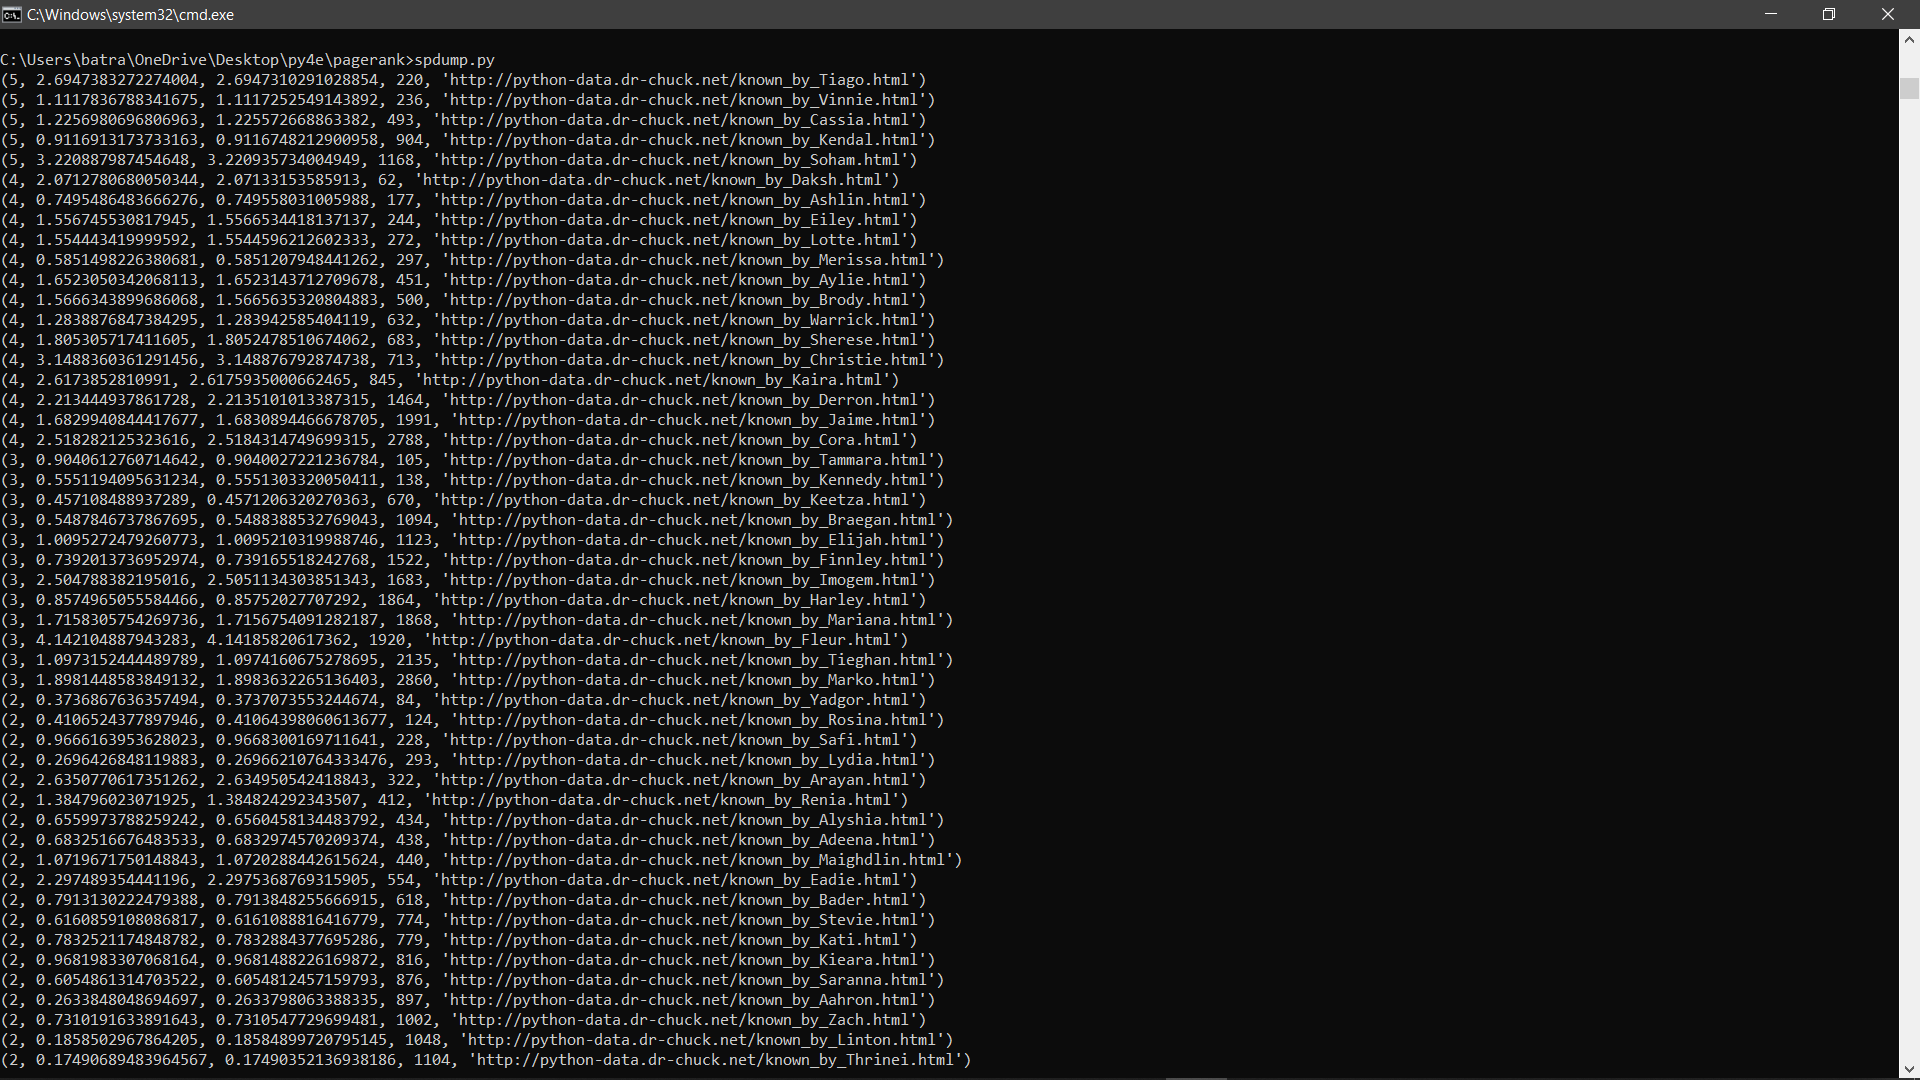 C:\Windows\system32\cmd.exe
C:\Users\batra\OneDrive\Desktop\py4e\pagerank>spdump.py
(5, 2.6947383272274004, 2.6947310291028854, 220, 'http://python-data.dr-chuck.net/known_by_Tiago.html')
(5, 1.1117836788341675, 1.1117252549143892, 236, 'http://python-data.dr-chuck.net/known_by_Vinnie.html')
(5, 1.2256980696806963, 1.225572668863382, 493, 'http://python-data.dr-chuck.net/known_by_Cassia.html')
(5, 0.9116913173733163, 0.9116748212900958, 904, 'http://python-data.dr-chuck.net/known_by_Kendal.html')
(5, 3.220887987454648, 3.220935734004949, 1168, 'http://python-data.dr-chuck.net/known_by_Soham.html')
(4, 2.0712780680050344, 2.07133153585913, 62, 'http://python-data.dr-chuck.net/known_by_Daksh.html')
(4, 0.7495486483666276, 0.749558031005988, 177, 'http://python-data.dr-chuck.net/known_by_Ashlin.html')
(4, 1.556745530817945, 1.5566534418137137, 244, 'http://python-data.dr-chuck.net/known_by_Eiley.html')
(4, 1.554443419999592, 1.5544596212602333, 272, 'http://python-data.dr-chuck.net/known_by_Lotte.html')
(4, 0.5851498226380681, 0.5851207948441262, 297, 'http://python-data.dr-chuck.net/known_by_Merissa.html')
(4, 1.6523050342068113, 1.6523143712709678, 451, 'http://python-data.dr-chuck.net/known_by_Aylie.html')
(4, 1.5666343899686068, 1.5665635320804883, 500, 'http://python-data.dr-chuck.net/known_by_Brody.html')
(4, 1.2838876847384295, 1.283942585404119, 632, 'http://python-data.dr-chuck.net/known_by_Warrick.html')
(4, 1.805305717411605, 1.8052478510674062, 683, 'http://python-data.dr-chuck.net/known_by_Sherese.html')
(4, 3.1488360361291456, 3.148876792874738, 713, 'http://python-data.dr-chuck.net/known_by_Christie.html')
(4, 2.6173852810991, 2.6175935000662465, 845, 'http://python-data.dr-chuck.net/known_by_Kaira.html')
(4, 2.213444937861728, 2.2135101013387315, 1464, 'http://python-data.dr-chuck.net/known_by_Derron.html')
(4, 1.6829940844417677, 1.6830894466678705, 1991, 'http://python-data.dr-chuck.net/known_by_Jaime.html')
(4, 2.518282125323616, 2.5184314749699315, 2788, 'http://python-data.dr-chuck.net/known_by_Cora.html')
(3, 0.9040612760714642, 0.9040027221236784, 105, 'http://python-data.dr-chuck.net/known_by_Tammara.html')
(3, 0.5551194095631234, 0.5551303320050411, 138, 'http://python-data.dr-chuck.net/known_by_Kennedy.html')
(3, 0.457108488937289, 0.4571206320270363, 670, 'http://python-data.dr-chuck.net/known_by_Keetza.html')
(3, 0.5487846737867695, 0.5488388532769043, 1094, 'http://python-data.dr-chuck.net/known_by_Braegan.html')
(3, 1.0095272479260773, 1.0095210319988746, 1123, 'http://python-data.dr-chuck.net/known_by_Elijah.html')
(3, 0.7392013736952974, 0.739165518242768, 1522, 'http://python-data.dr-chuck.net/known_by_Finnley.html')
(3, 2.504788382195016, 2.5051134303851343, 1683, 'http://python-data.dr-chuck.net/known_by_Imogem.html')
(3, 0.8574965055584466, 0.85752027707292, 1864, 'http://python-data.dr-chuck.net/known_by_Harley.html')
(3, 1.7158305754269736, 1.7156754091282187, 1868, 'http://python-data.dr-chuck.net/known_by_Mariana.html')
(3, 4.142104887943283, 4.14185820617362, 1920, 'http://python-data.dr-chuck.net/known_by_Fleur.html')
(3, 1.0973152444489789, 1.0974160675278695, 2135, 'http://python-data.dr-chuck.net/known_by_Tieghan.html')
(3, 1.8981448583849132, 1.8983632265136403, 2860, 'http://python-data.dr-chuck.net/known_by_Marko.html')
(2, 0.3736867636357494, 0.3737073553244674, 84, 'http://python-data.dr-chuck.net/known_by_Yadgor.html')
(2, 0.4106524377897946, 0.41064398060613677, 124, 'http://python-data.dr-chuck.net/known_by_Rosina.html')
(2, 0.9666163953628023, 0.9668300169711641, 228, 'http://python-data.dr-chuck.net/known_by_Safi.html')
(2, 0.2696426848119883, 0.26966210764333476, 293, 'http://python-data.dr-chuck.net/known_by_Lydia.html')
(2, 2.6350770617351262, 2.634950542418843, 322, 'http://python-data.dr-chuck.net/known_by_Arayan.html')
(2, 1.384796023071925, 1.384824292343507, 412, 'http://python-data.dr-chuck.net/known_by_Renia.html')
(2, 0.6559973788259242, 0.6560458134483792, 434, 'http://python-data.dr-chuck.net/known_by_Alyshia.html')
(2, 0.6832516676483533, 0.6832974570209374, 438, 'http://python-data.dr-chuck.net/known_by_Adeena.html')
(2, 1.0719671750148843, 1.0720288442615624, 440, 'http://python-data.dr-chuck.net/known_by_Maighdlin.html')
(2, 2.297489354441196, 2.2975368769315905, 554, 'http://python-data.dr-chuck.net/known_by_Eadie.html')
(2, 0.7913130222479388, 0.7913848255666915, 618, 'http://python-data.dr-chuck.net/known_by_Bader.html')
(2, 0.6160859108086817, 0.6161088816416779, 774, 'http://python-data.dr-chuck.net/known_by_Stevie.html')
(2, 0.7832521174848782, 0.7832884377695286, 779, 'http://python-data.dr-chuck.net/known_by_Kati.html')
(2, 0.9681983307068164, 0.9681488226169872, 816, 'http://python-data.dr-chuck.net/known_by_Kieara.html')
(2, 0.6054861314703522, 0.6054812457159793, 876, 'http://python-data.dr-chuck.net/known_by_Saranna.html')
(2, 0.2633848048694697, 0.2633798063388335, 897, 'http://python-data.dr-chuck.net/known_by_Aahron.html')
(2, 0.7310191633891643, 0.7310547729699481, 1002, 'http://python-data.dr-chuck.net/known_by_Zach.html')
(2, 0.1858502967864205, 0.18584899720795145, 1048, 'http://python-data.dr-chuck.net/known_by_Linton.html')
(2, 0.17490689483964567, 0.17490352136938186, 1104, 'http://python-data.dr-chuck.net/known_by_Thrinei.html')